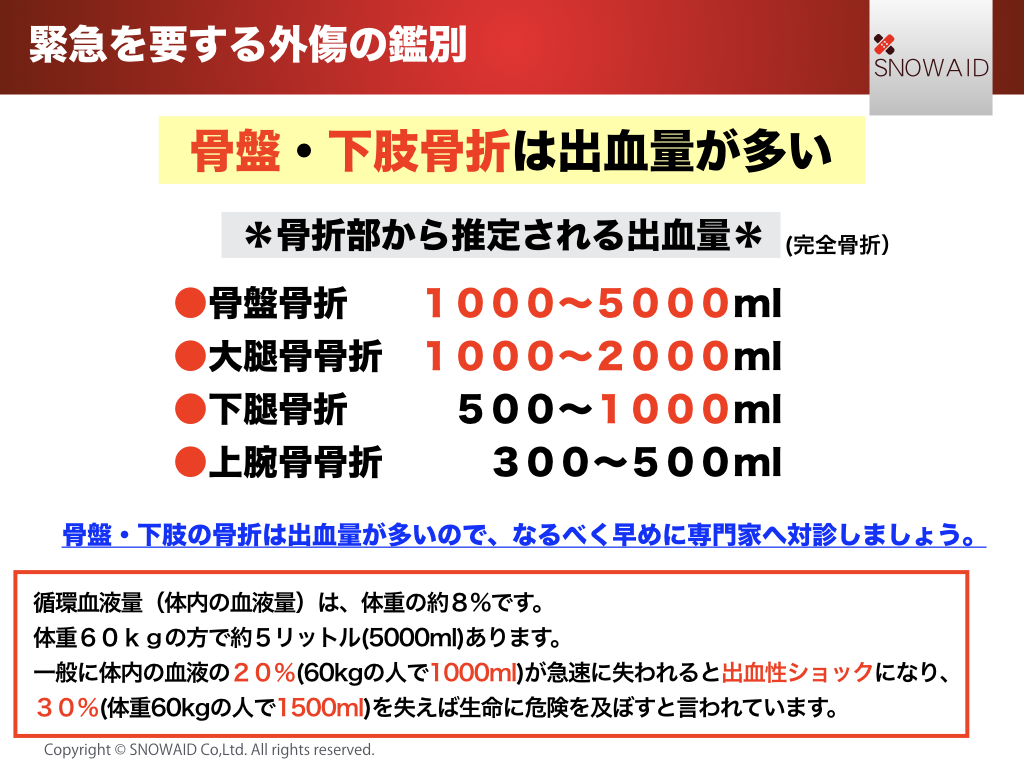 緊急を要する外傷の鑑別
SNOWAID
骨盤・下肢骨折は出血量が多い
＊骨折部から推定される出血量＊ (完全骨折）
●骨盤骨折　１０００〜５０００ml
●大腿骨骨折　１０００〜２０００ml
●下腿骨折　５００〜１０００ml
●上腕骨骨折　３００〜５００ml
骨盤・下肢の骨折は出血量が多いので、なるべく早めに専門家へ対診しましょう。
循環血液量（体内の血液量）は、体重の約８%です。
体重６０ｋｇの方で約５リットル(5000ml)あります。
一般に体内の血液の２０%(60kgの人で1000ml)が急速に失われると出血性ショックになり、
３０%(体重60kgの人で1500ml)を失えば生命に危険を及ぼすと言われています。
Copyright © SNOWAID Co,Ltd. All rights reserved.